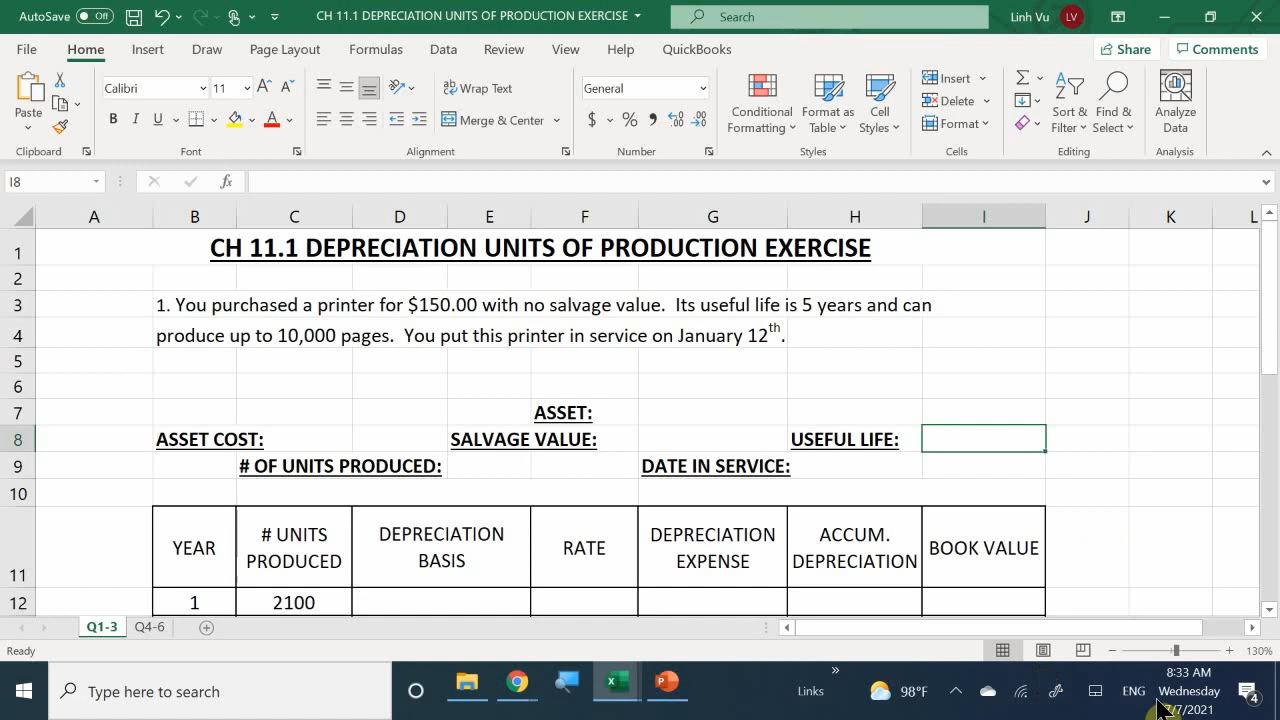 AutoSave Off CH 11.1 DEPRECIATION UNITS OF PRODUCTION EXERCISE Search Linh Vu LV
File Home Insert Draw Page Layout Formulas Data Review View Help QuickBooks Share Comments
Paste Calibri 11 A A B I U A
Wrap Text
Merge & Center
General
$ % 9
Conditional Formatting
Format as Table
Cell Styles
Insert
Delete
Format
Sort & Filter
Find & Select
Analyze Data
Clipboard Font Alignment Number Styles Cells Editing Analysis
I8 fx
A B C D E F G H I J K L
1 CH 11.1 DEPRECIATION UNITS OF PRODUCTION EXERCISE
2
3 1. You purchased a printer for $150.00 with no salvage value. Its useful life is 5 years and can
4 produce up to 10,000 pages. You put this printer in service on January 12th.
5
6
7 ASSET:
8 ASSET COST: SALVAGE VALUE: USEFUL LIFE:
9 # OF UNITS PRODUCED: DATE IN SERVICE:
10
11 YEAR # UNITS PRODUCED DEPRECIATION BASIS RATE DEPRECIATION EXPENSE ACCUM. DEPRECIATION BOOK VALUE
12 1 2100
Q1-3 Q4-6
Ready 130%
Type here to search Links 98°F ENG 8:33 AM
Wednesday
/7/2021
4